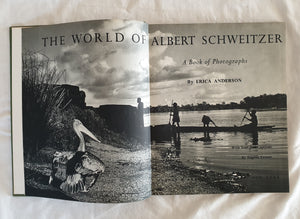 THE WORLD OF ALBERT SCHWEITZER
A Book of Photographs
By ERICA ANDERSON